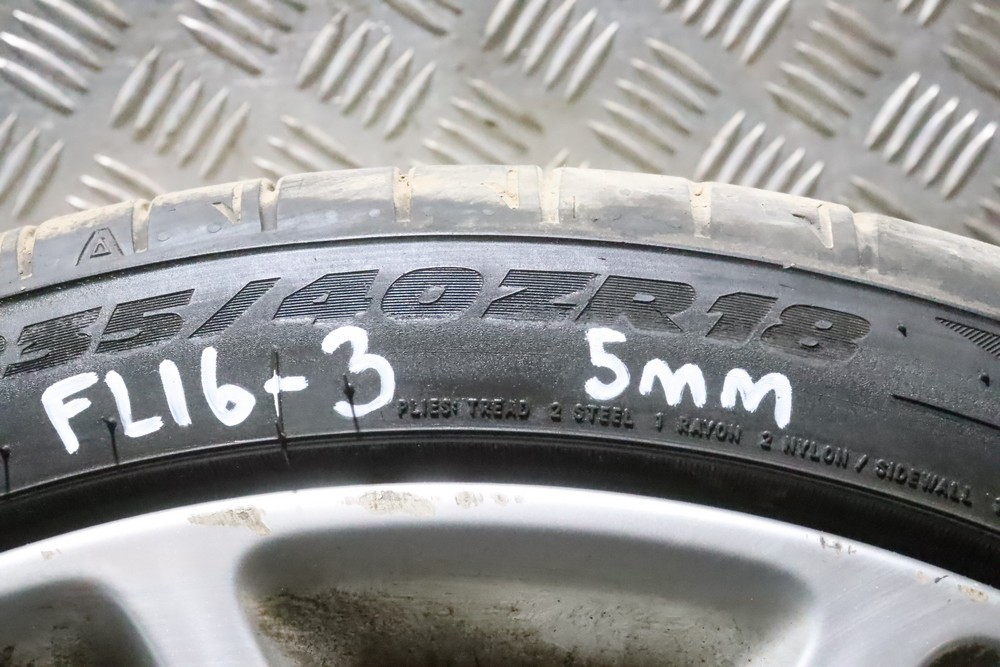 35/40ZR18
FL16-3 5mm
PLIES: TREAD 2 STEEL 1 RAYON 2 NYLON / SIDEWALL